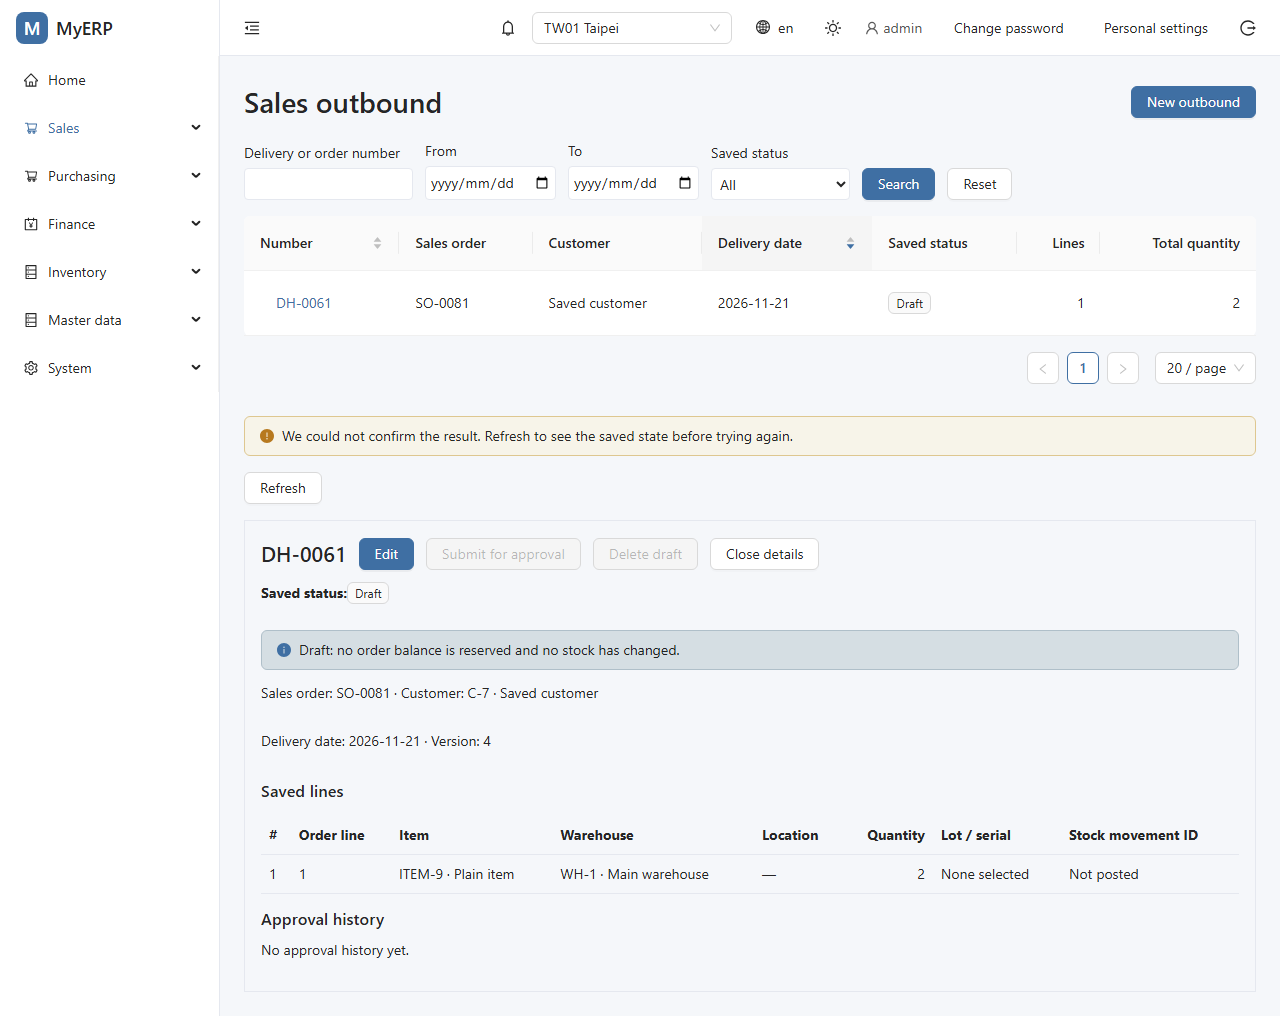 M MyERP
TW01 Taipei
en
admin
Change password
Personal settings
Home
Sales
Purchasing
Finance
Inventory
Master data
System
Sales outbound
New outbound
Delivery or order number
From
To
Saved status
yyyy/mm/dd
yyyy/mm/dd
All
Search
Reset
Number Sales order Customer Delivery date Saved status Lines Total quantity
DH-0061 SO-0081 Saved customer 2026-11-21 Draft 1 2
< 1 > 20 / page
We could not confirm the result. Refresh to see the saved state before trying again.
Refresh
DH-0061 Edit Submit for approval Delete draft Close details
Saved status: Draft
Draft: no order balance is reserved and no stock has changed.
Sales order: SO-0081 · Customer: C-7 · Saved customer
Delivery date: 2026-11-21 · Version: 4
Saved lines
# Order line Item Warehouse Location Quantity Lot / serial Stock movement ID
1 1 ITEM-9 · Plain item WH-1 · Main warehouse — 2 None selected Not posted
Approval history
No approval history yet.